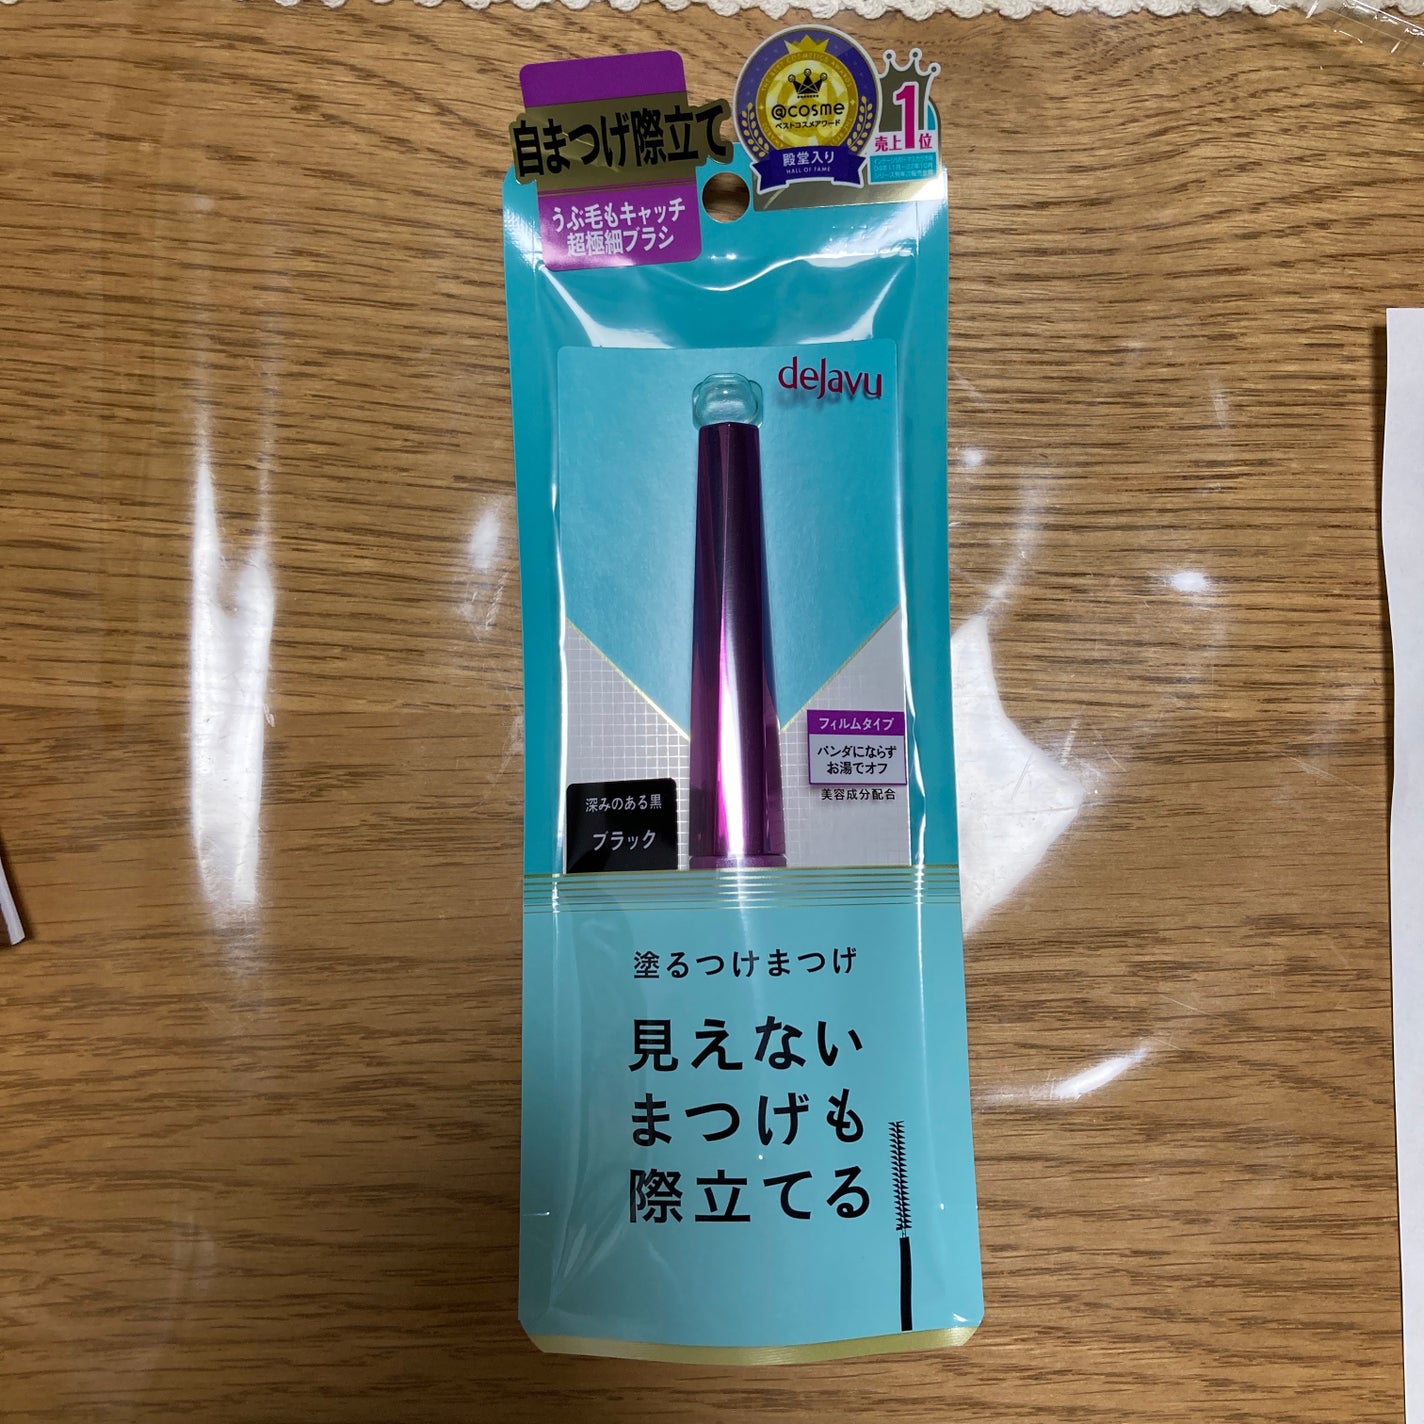 自まつげ際立て
うぶ毛もキャッチ
超極細ブラシ
@cosme
ベストコスメアワード
殿堂入り
HALL OF FAME
売上1位
dejavu
フィルムタイプ
パンダにならず
お湯でオフ
美容成分配合
深みのある黒
ブラック
塗るつけまつげ
見えない
まつげも
際立てる